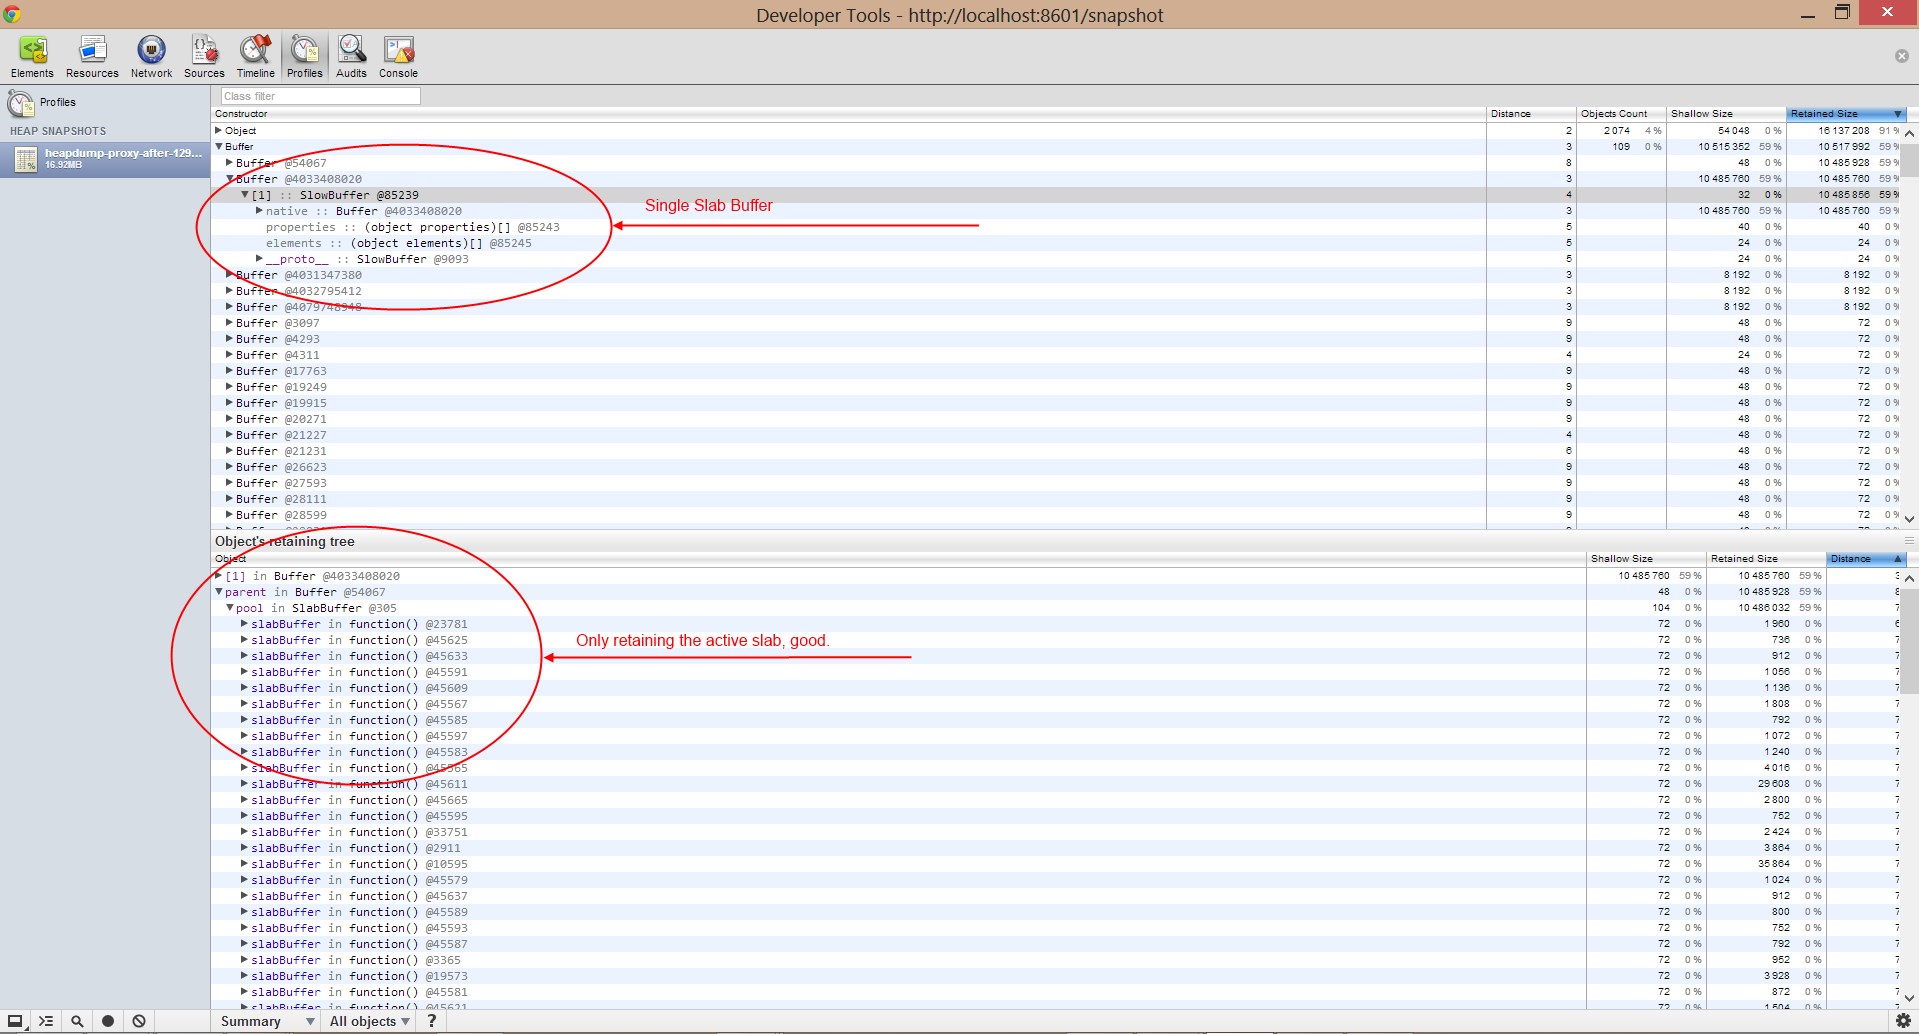 Developer Tools - http://localhost:8601/snapshot
Elements Resources Network Sources Timeline Profiles Audits Console
Profiles
HEAP SNAPSHOTS
heapdump-proxy-after-129...
16.92MB
Class filter
Constructor Distance Objects Count Shallow Size Retained Size
Object 2 2 074 4 % 54 048 0 % 16 137 208 91 %
Buffer 3 109 0 % 10 515 352 59 % 10 517 992 59 %
Buffer @54067 8 48 0 % 10 485 928 59 %
Buffer @4033408020 3 10 485 760 59 % 10 485 760 59 %
[1] :: SlowBuffer @85239 4 32 0 % 10 485 856 59 %
native :: Buffer @4033408020 3 10 485 760 59 % 10 485 760 59 %
properties :: (object properties)[] @85243 5 40 0 % 40 0 %
elements :: (object elements)[] @85245 5 24 0 % 24 0 %
__proto__ :: SlowBuffer @9093 5 24 0 % 24 0 %
Buffer @4031347380 3 8 192 0 % 8 192 0 %
Buffer @4032795412 3 8 192 0 % 8 192 0 %
Buffer @4079748948 3 8 192 0 % 8 192 0 %
Buffer @3097 9 48 0 % 72 0 %
Buffer @4293 9 48 0 % 72 0 %
Buffer @4311 4 24 0 % 72 0 %
Buffer @17763 9 48 0 % 72 0 %
Buffer @19249 9 48 0 % 72 0 %
Buffer @19915 9 48 0 % 72 0 %
Buffer @20271 9 48 0 % 72 0 %
Buffer @21227 4 48 0 % 72 0 %
Buffer @21231 6 48 0 % 72 0 %
Buffer @26623 9 48 0 % 72 0 %
Buffer @27593 9 48 0 % 72 0 %
Buffer @28111 9 48 0 % 72 0 %
Buffer @28599 9 48 0 % 72 0 %
Single Slab Buffer
Object's retaining tree
Object Shallow Size Retained Size Distance
[1] in Buffer @4033408020 10 485 760 59 % 10 485 760 59 % 3
parent in Buffer @54067 48 0 % 10 485 928 59 % 8
pool in SlabBuffer @305 104 0 % 10 486 032 59 % 7
slabBuffer in function() @23781 72 0 % 1 960 0 % 6
slabBuffer in function() @45625 72 0 % 736 0 % 7
slabBuffer in function() @45633 72 0 % 912 0 % 7
slabBuffer in function() @45591 72 0 % 1 056 0 % 7
slabBuffer in function() @45609 72 0 % 1 136 0 % 7
slabBuffer in function() @45567 72 0 % 1 808 0 % 7
slabBuffer in function() @45585 72 0 % 792 0 % 7
slabBuffer in function() @45597 72 0 % 1 072 0 % 7
slabBuffer in function() @45583 72 0 % 1 240 0 % 7
slabBuffer in function() @45565 72 0 % 4 016 0 % 7
slabBuffer in function() @45611 72 0 % 29 608 0 % 7
slabBuffer in function() @45665 72 0 % 2 800 0 % 7
slabBuffer in function() @45595 72 0 % 752 0 % 7
slabBuffer in function() @33751 72 0 % 2 424 0 % 7
slabBuffer in function() @2911 72 0 % 3 864 0 % 7
slabBuffer in function() @10595 72 0 % 35 864 0 % 7
slabBuffer in function() @45579 72 0 % 1 024 0 % 7
slabBuffer in function() @45637 72 0 % 912 0 % 7
slabBuffer in function() @45589 72 0 % 800 0 % 7
slabBuffer in function() @45593 72 0 % 752 0 % 7
slabBuffer in function() @45587 72 0 % 792 0 % 7
slabBuffer in function() @3365 72 0 % 952 0 % 7
slabBuffer in function() @19573 72 0 % 3 928 0 % 7
slabBuffer in function() @45581 72 0 % 872 0 % 7
slabBuffer in function() @45621 72 0 % 1 504 0 % 7
Only retaining the active slab, good.
Summary All objects ?